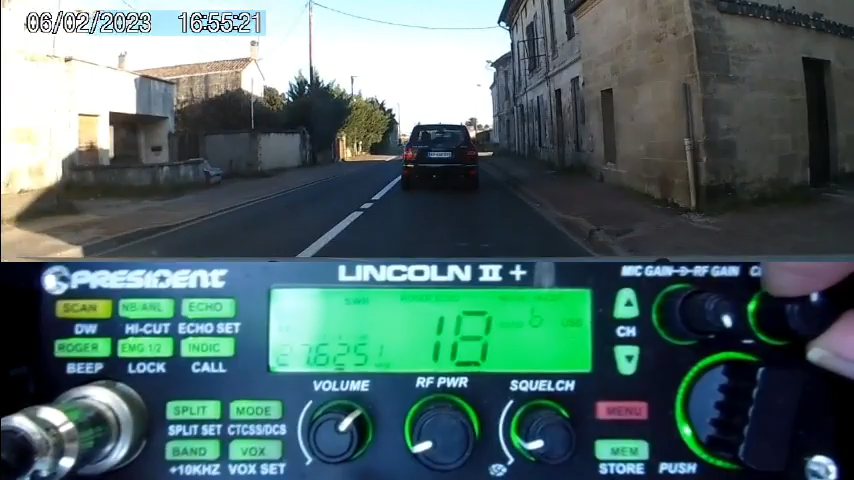 06/02/2023 16:55:21
PRESIDENT
LINCOLN II +
MIC GAIN RF GAIN
SCAN NB/ANL ECHO
DW HI-CUT ECHO SET
ROGER EMG 1/2 INDIC
BEEP LOCK CALL
SWR
18
6
USB
27.6251
CH
VOLUME RF PWR SQUELCH
SPLIT MODE
SPLIT SET CTCSS/DCS
VOX
+10KHZ VOX SET
MENU
MEM
STORE PUSH